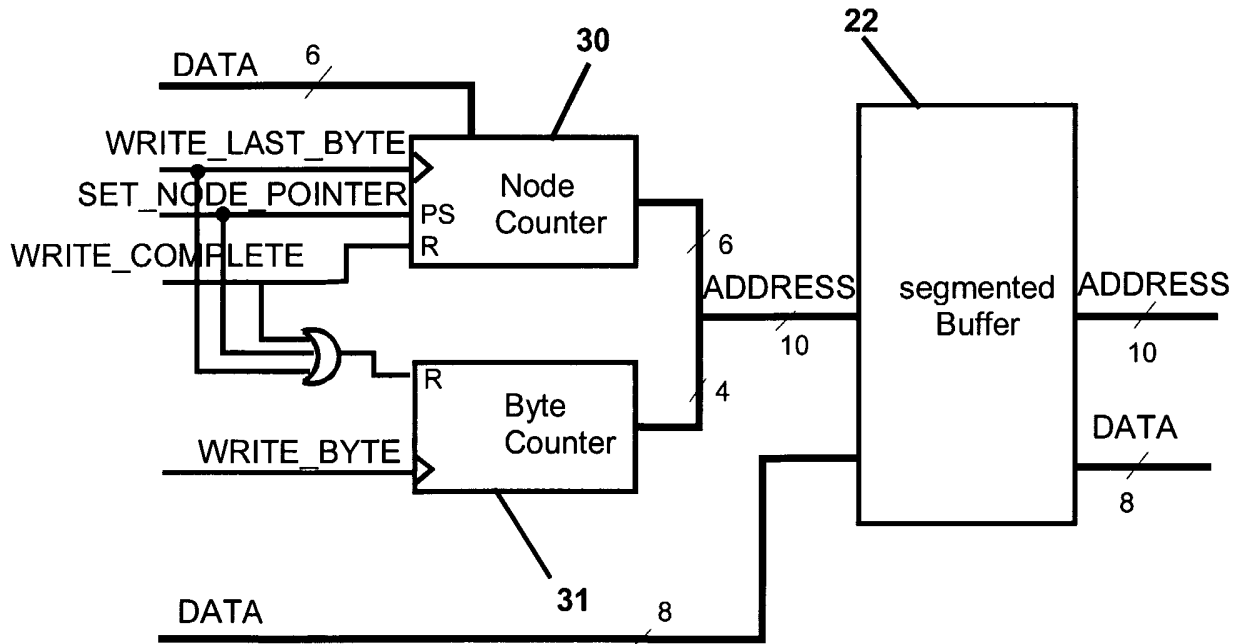 22
30
DATA 6
WRITE_LAST_BYTE
SET_NODE_POINTER
WRITE_COMPLETE
Node
Counter
PS
R
6
ADDRESS
10
segmented
Buffer
ADDRESS
10
R
Byte
Counter
4
WRITE_BYTE
DATA
8
31
DATA 8